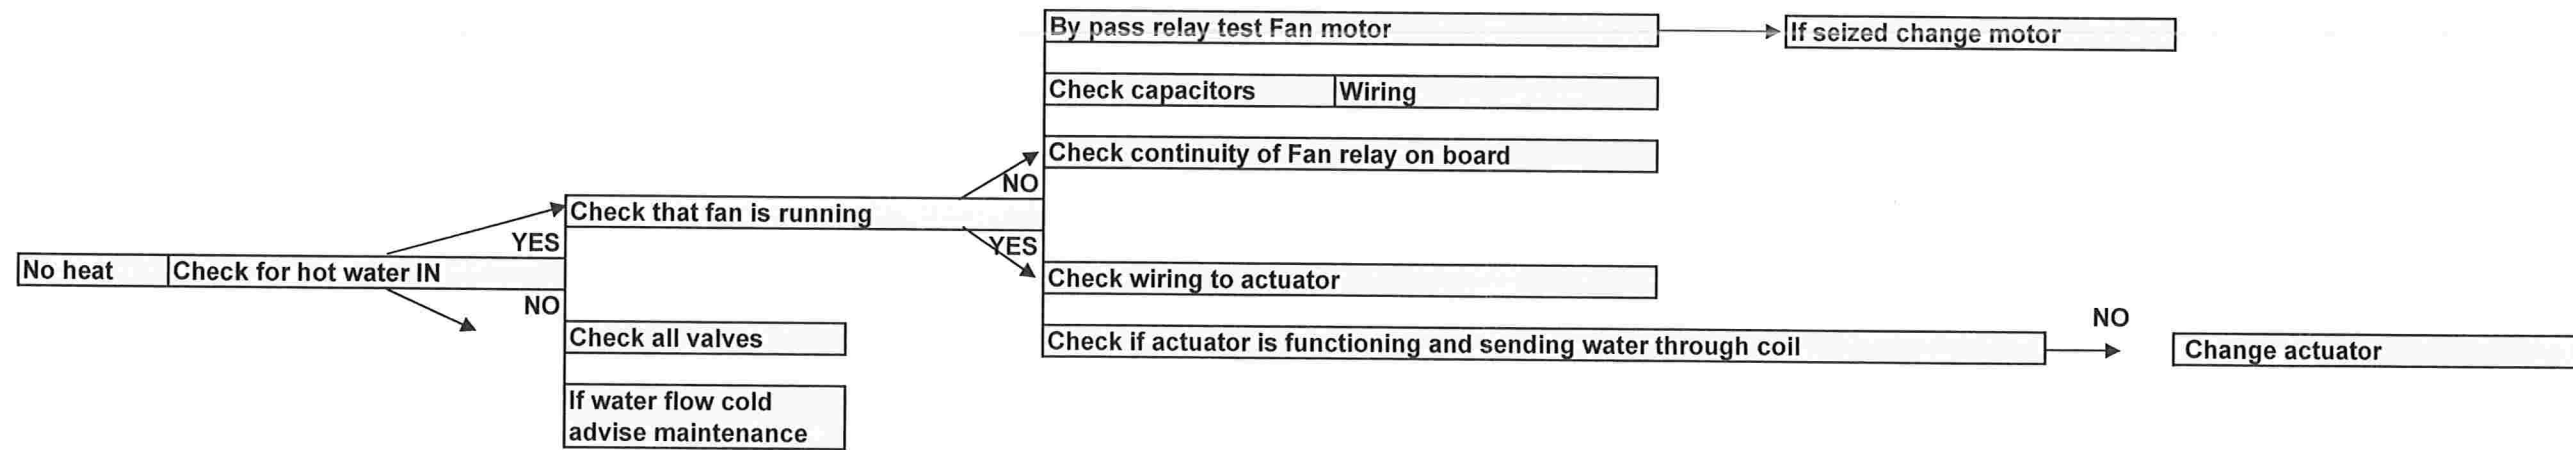 By pass relay test Fan motor
If seized change motor
Check capacitors
Wiring
Check continuity of Fan relay on board
NO
Check that fan is running
YES
YES
No heat
Check for hot water IN
NO
Check wiring to actuator
Check all valves
Check if actuator is functioning and sending water through coil
NO
Change actuator
If water flow cold
advise maintenance